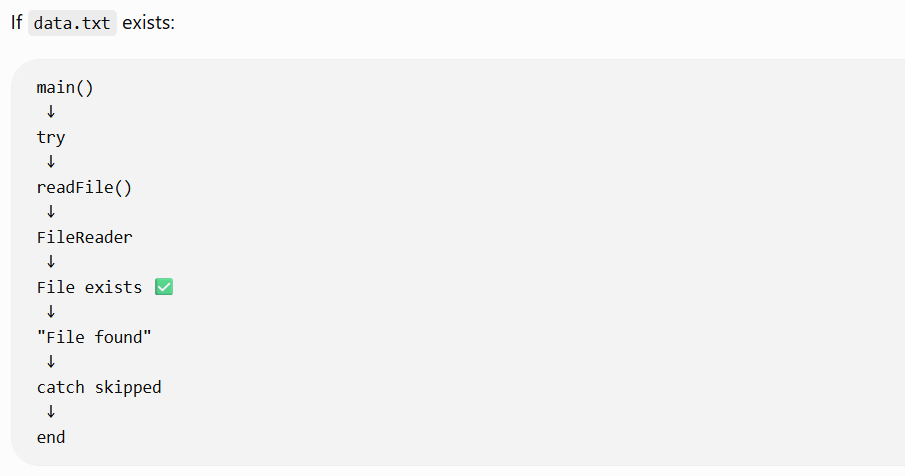 If data.txt exists:
main()
↓
try
↓
readFile()
↓
FileReader
↓
File exists ✅
↓
"File found"
↓
catch skipped
↓
end